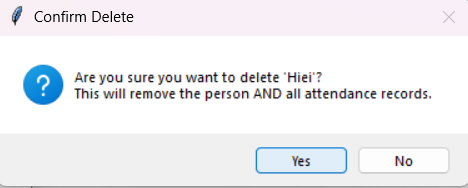 Confirm Delete
Are you sure you want to delete 'Hiei'?
This will remove the person AND all attendance records.
Yes
No